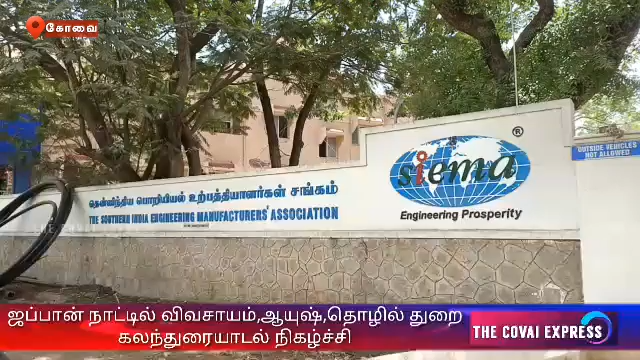 கோவை
தென்னிந்திய பொறியியல் உற்பத்தியாளர்கள் சங்கம்
THE SOUTHERN INDIA ENGINEERING MANUFACTURERS' ASSOCIATION
siema ®
Engineering Prosperity
OUTSIDE VEHICLES
NOT ALLOWED
ஜப்பான் நாட்டில் விவசாயம்,ஆயுஷ்,தொழில் துறை
கலந்துரையாடல் நிகழ்ச்சி
THE COVAI EXPRESS